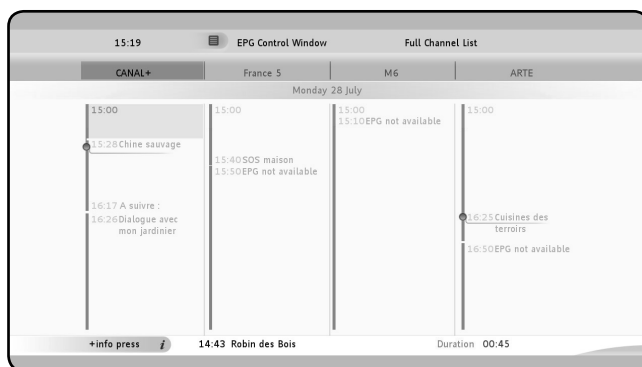 15:19 EPG Control Window Full Channel List
CANAL+ France 5 M6 ARTE
Monday 28 July
15:00 15:00 15:00 15:00
15:10 EPG not available
15:28 Chine sauvage
15:40 SOS maison
15:50 EPG not available
16:17 A suivre :
16:26 Dialogue avec
mon jardinier
16:25 Cuisines des
terroirs
16:50 EPG not available
+info press i 14:43 Robin des Bois Duration 00:45